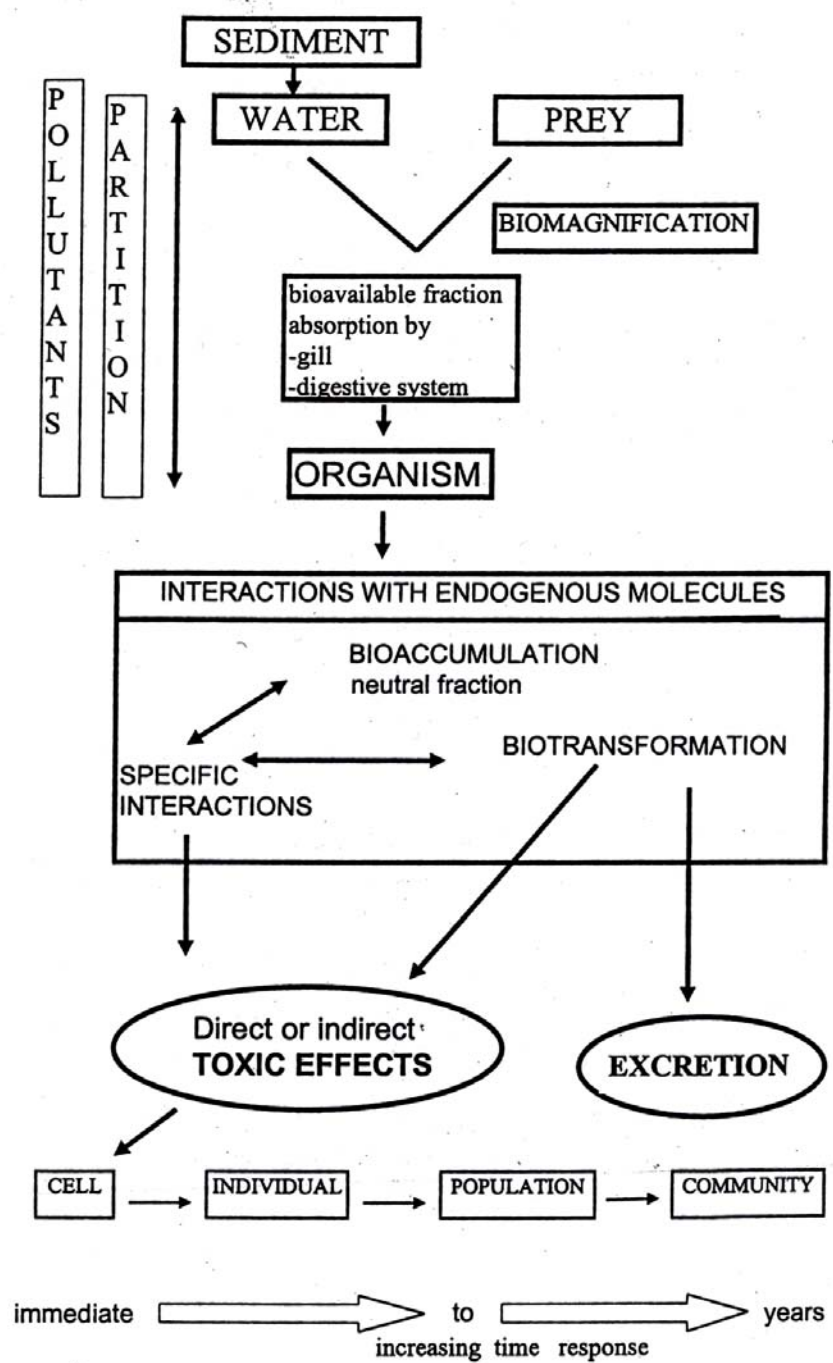 SEDIMENT
POLLUTANTS
PARTITION
WATER
PREY
BIOMAGNIFICATION
bioavailable fraction
absorption by
-gill
-digestive system
ORGANISM
INTERACTIONS WITH ENDOGENOUS MOLECULES
BIOACCUMULATION
neutral fraction
BIOTRANSFORMATION
SPECIFIC
INTERACTIONS
Direct or indirect
TOXIC EFFECTS
EXCRETION
CELL
INDIVIDUAL
POPULATION
COMMUNITY
immediate
to
years
increasing time response